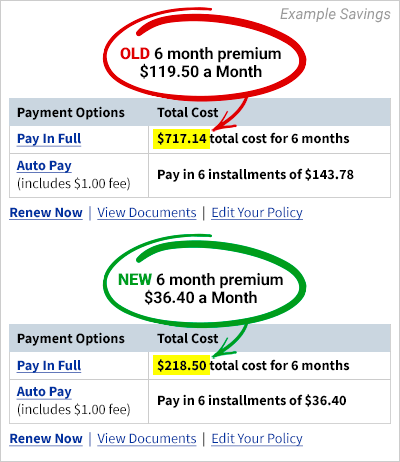 Example Savings
OLD 6 month premium
$119.50 a Month
Payment Options Total Cost
Pay In Full $717.14 total cost for 6 months
Auto Pay
(includes $1.00 fee) Pay in 6 installments of $143.78
Renew Now | View Documents | Edit Your Policy
NEW 6 month premium
$36.40 a Month
Payment Options Total Cost
Pay In Full $218.50 total cost for 6 months
Auto Pay
(includes $1.00 fee) Pay in 6 installments of $36.40
Renew Now | View Documents | Edit Your Policy